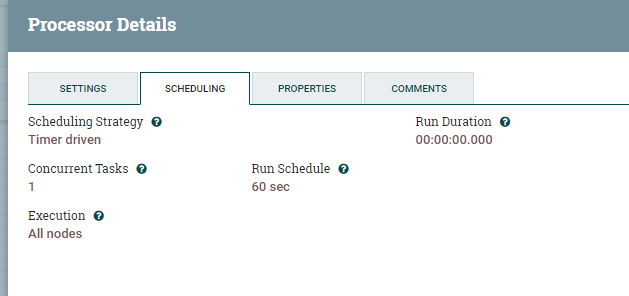 Processor Details
SETTINGS SCHEDULING PROPERTIES COMMENTS
Scheduling Strategy ? Run Duration ?
Timer driven 00:00:00.000
Concurrent Tasks ? Run Schedule ?
1 60 sec
Execution ?
All nodes